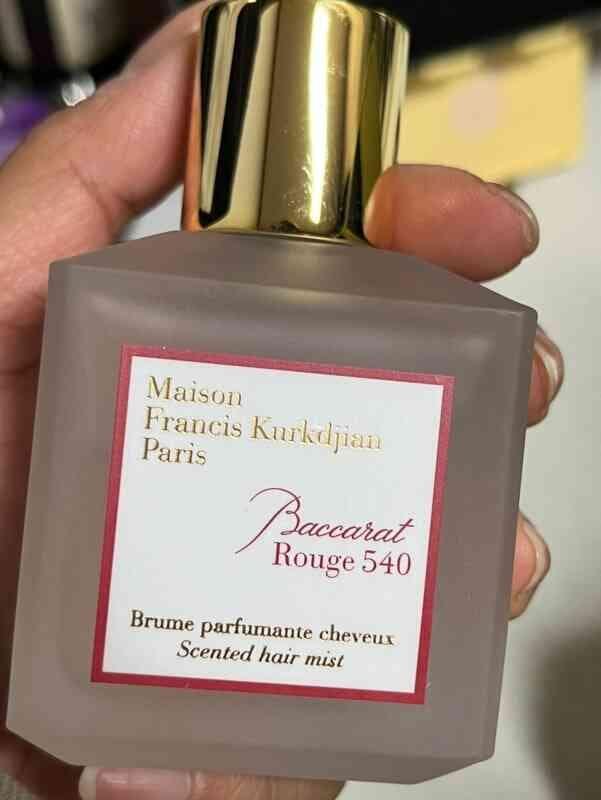 Maison
Francis Kurkdjian
Paris
Baccarat
Rouge 540
Brume parfumante cheveux
Scented hair mist